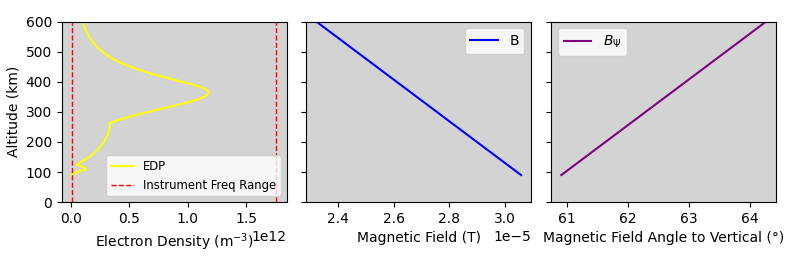 600
500
400
300
200
100
0
Altitude (km)
EDP
Instrument Freq Range
0.0 0.5 1.0 1.5
1e12
Electron Density (m⁻³)
B
2.4 2.6 2.8 3.0
1e−5
Magnetic Field (T)
Bψ
61 62 63 64
Magnetic Field Angle to Vertical (°)